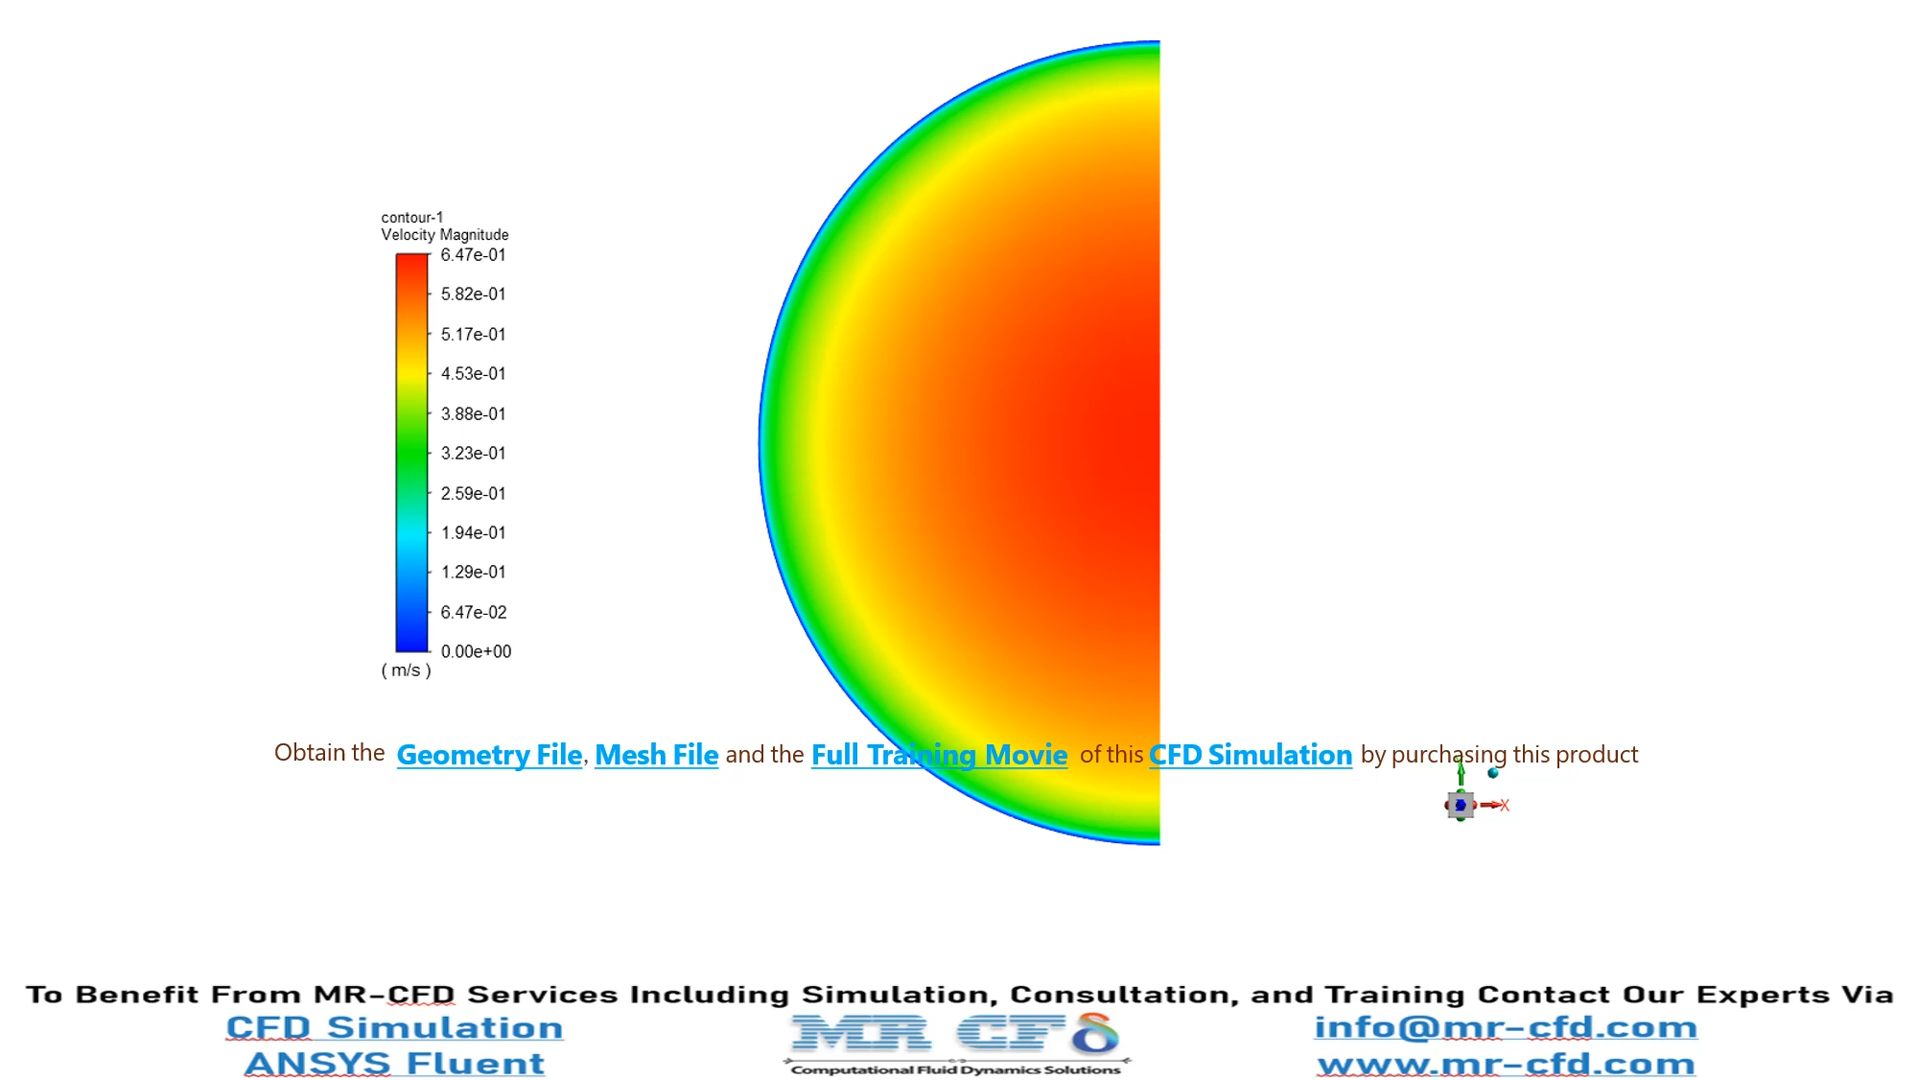 contour-1
Velocity Magnitude
6.47e-01
5.82e-01
5.17e-01
4.53e-01
3.88e-01
3.23e-01
2.59e-01
1.94e-01
1.29e-01
6.47e-02
0.00e+00
( m/s )
Obtain the Geometry File, Mesh File and the Full Training Movie of this CFD Simulation by purchasing this product
X
To Benefit From MR-CFD Services Including Simulation, Consultation, and Training Contact Our Experts Via
CFD Simulation
ANSYS Fluent
MR CFδ
Computational Fluid Dynamics Solutions
info@mr-cfd.com
www.mr-cfd.com